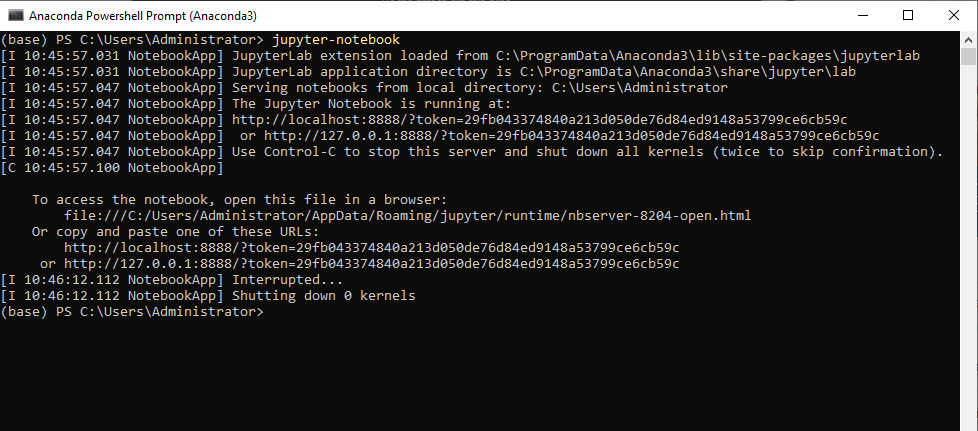 Anaconda Powershell Prompt (Anaconda3)
(base) PS C:\Users\Administrator> jupyter-notebook
[I 10:45:57.031 NotebookApp] JupyterLab extension loaded from C:\ProgramData\Anaconda3\lib\site-packages\jupyterlab
[I 10:45:57.031 NotebookApp] JupyterLab application directory is C:\ProgramData\Anaconda3\share\jupyter\lab
[I 10:45:57.047 NotebookApp] Serving notebooks from local directory: C:\Users\Administrator
[I 10:45:57.047 NotebookApp] The Jupyter Notebook is running at:
[I 10:45:57.047 NotebookApp] http://localhost:8888/?token=29fb043374840a213d050de76d84ed9148a53799ce6cb59c
[I 10:45:57.047 NotebookApp]  or http://127.0.0.1:8888/?token=29fb043374840a213d050de76d84ed9148a53799ce6cb59c
[I 10:45:57.047 NotebookApp] Use Control-C to stop this server and shut down all kernels (twice to skip confirmation).
[C 10:45:57.100 NotebookApp]
    To access the notebook, open this file in a browser:
        file:///C:/Users/Administrator/AppData/Roaming/jupyter/runtime/nbserver-8204-open.html
    Or copy and paste one of these URLs:
        http://localhost:8888/?token=29fb043374840a213d050de76d84ed9148a53799ce6cb59c
     or http://127.0.0.1:8888/?token=29fb043374840a213d050de76d84ed9148a53799ce6cb59c
[I 10:46:12.112 NotebookApp] Interrupted...
[I 10:46:12.112 NotebookApp] Shutting down 0 kernels
(base) PS C:\Users\Administrator>